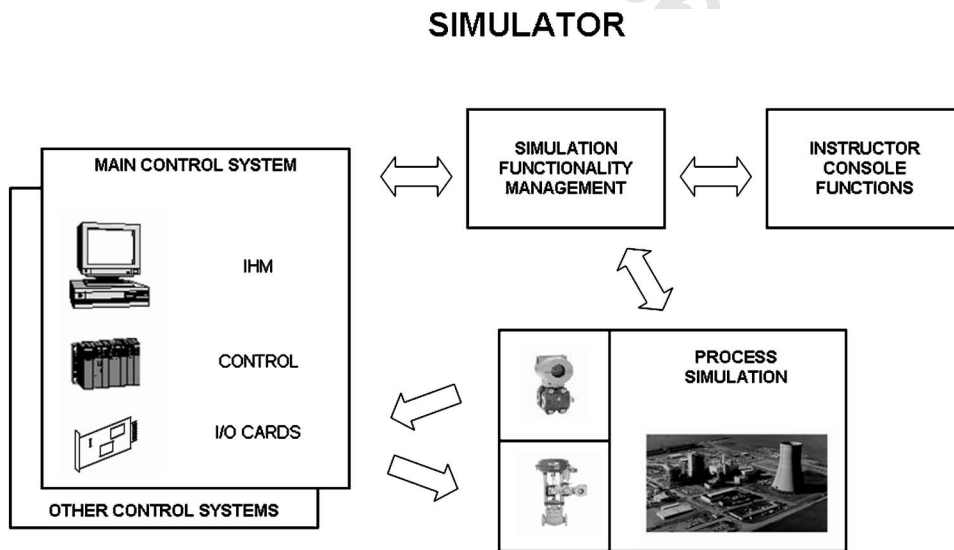 SIMULATOR
MAIN CONTROL SYSTEM
IHM
CONTROL
I/O CARDS
OTHER CONTROL SYSTEMS
SIMULATION
FUNCTIONALITY
MANAGEMENT
INSTRUCTOR
CONSOLE
FUNCTIONS
PROCESS
SIMULATION